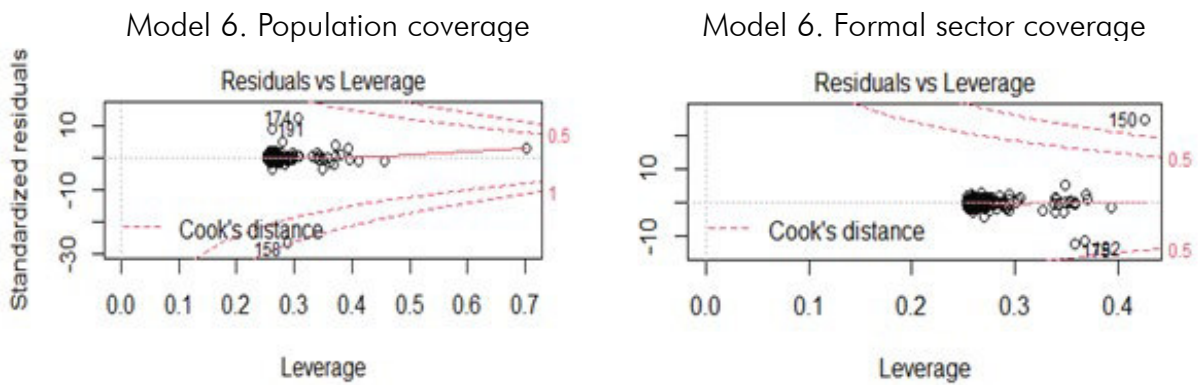 Model 6. Population coverage
Residuals vs Leverage
Standardized residuals
10
-10
-30
174
191
158
Cook's distance
0.5
1
0.0 0.1 0.2 0.3 0.4 0.5 0.6 0.7
Leverage
Model 6. Formal sector coverage
Residuals vs Leverage
10
-10
150
Cook's distance
0.5
0.5
0.0 0.1 0.2 0.3 0.4
Leverage